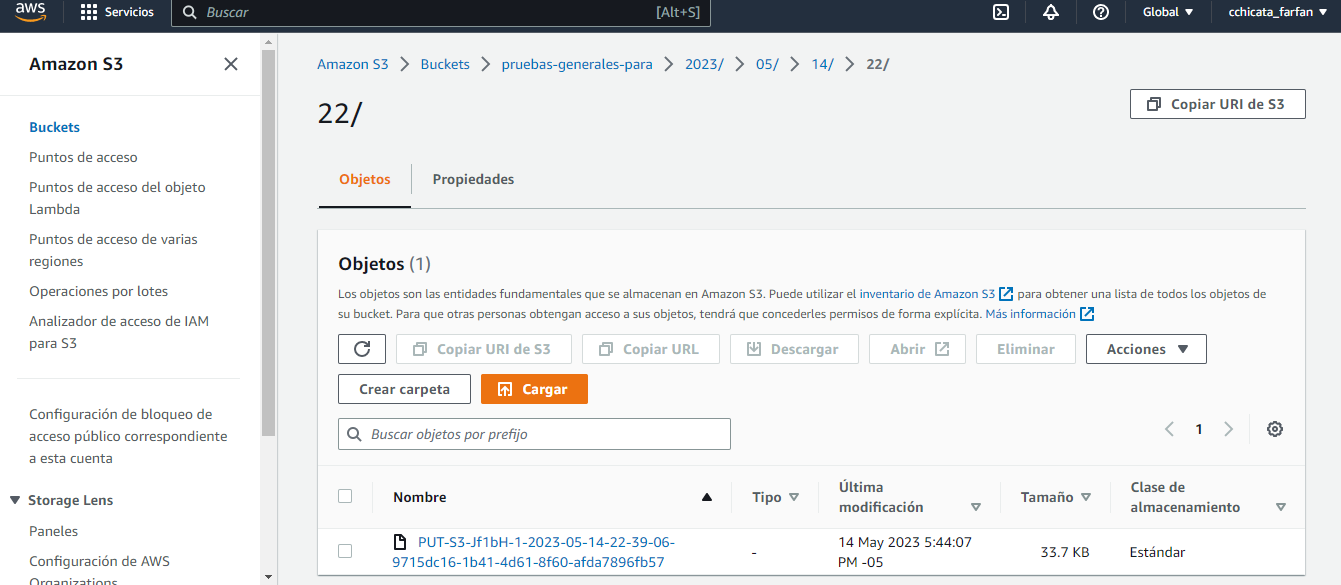 aws
Servicios
Buscar
[Alt+S]
Global
cchicata_farfan
Amazon S3
Buckets
Puntos de acceso
Puntos de acceso del objeto
Lambda
Puntos de acceso de varias
regiones
Operaciones por lotes
Analizador de acceso de IAM
para S3
Configuración de bloqueo de
acceso público correspondiente
a esta cuenta
Storage Lens
Paneles
Configuración de AWS
Organizations
Amazon S3
Buckets
pruebas-generales-para
2023/
05/
14/
22/
22/
Copiar URI de S3
Objetos
Propiedades
Objetos (1)
Los objetos son las entidades fundamentales que se almacenan en Amazon S3. Puede utilizar el inventario de Amazon S3 para obtener una lista de todos los objetos de
su bucket. Para que otras personas obtengan acceso a sus objetos, tendrá que concederles permisos de forma explícita. Más información
Copiar URI de S3
Copiar URL
Descargar
Abrir
Eliminar
Acciones
Crear carpeta
Cargar
Buscar objetos por prefijo
1
Nombre
Tipo
Última
modificación
Tamaño
Clase de
almacenamiento
PUT-S3-Jf1bH-1-2023-05-14-22-39-06-
9715dc16-1b41-4d61-8f60-afda7896fb57
-
14 May 2023 5:44:07
PM -05
33.7 KB
Estándar